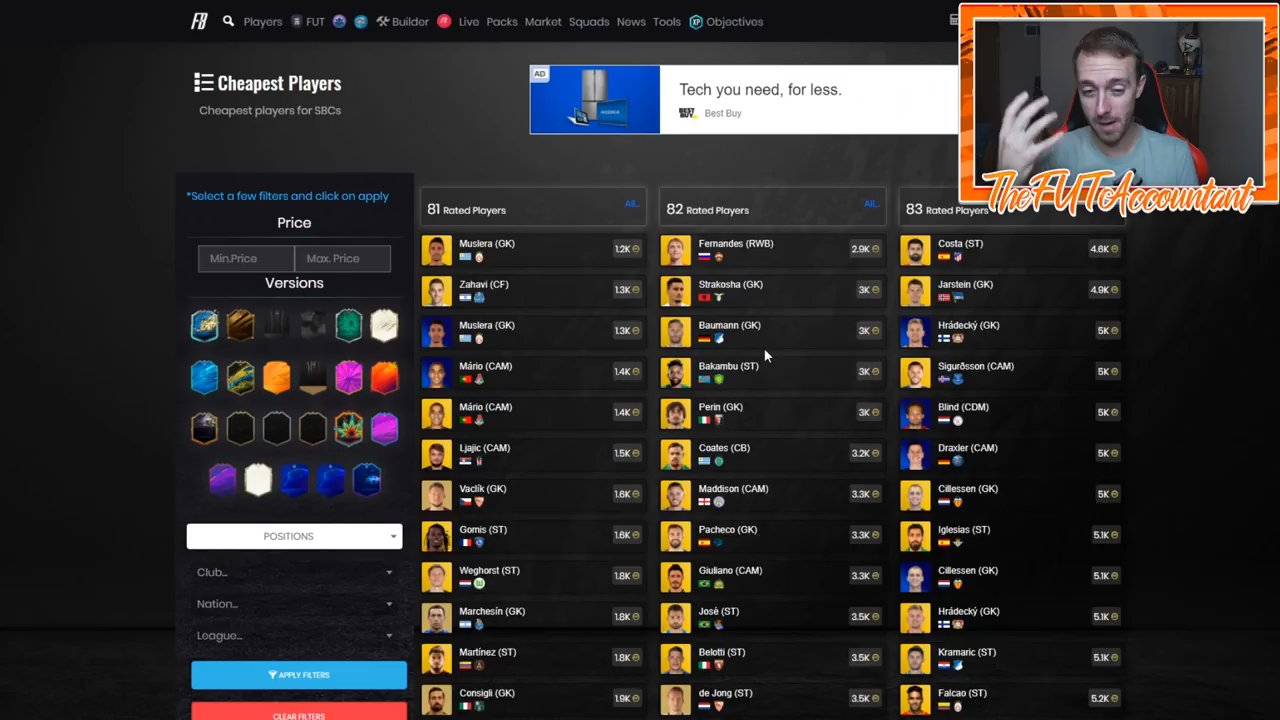 FB Players FUT Builder Live Packs Market Squads News Tools XP Objectives
Cheapest Players
Cheapest players for SBCs
AD
Tech you need, for less.
BEST BUY Best Buy
TheFUTAccountant
*Select a few filters and click on apply
Price
Min.Price Max. Price
Versions
POSITIONS
Club...
Nation...
League...
APPLY FILTERS
CLEAR FILTERS
81 Rated Players All..
Muslera (GK) 1.2K
Zahavi (CF) 1.3K
Muslera (GK) 1.3K
Mário (CAM) 1.4K
Mário (CAM) 1.4K
Ljajic (CAM) 1.5K
Vaclík (GK) 1.6K
Gomis (ST) 1.6K
Weghorst (ST) 1.8K
Marchesín (GK) 1.8K
Martínez (ST) 1.8K
Consigli (GK) 1.9K
82 Rated Players All..
Fernandes (RWB) 2.9K
Strakosha (GK) 3K
Baumann (GK) 3K
Bakambu (ST) 3K
Perin (GK) 3K
Coates (CB) 3.2K
Maddison (CAM) 3.3K
Pacheco (GK) 3.3K
Giuliano (CAM) 3.3K
José (ST) 3.5K
Belotti (ST) 3.5K
de Jong (ST) 3.5K
83 Rated Players
Costa (ST) 4.6K
Jarstein (GK) 4.9K
Hrádecký (GK) 5K
Sigurðsson (CAM) 5K
Blind (CDM) 5K
Draxler (CAM) 5K
Cillessen (GK) 5K
Iglesias (ST) 5.1K
Cillessen (GK) 5.1K
Hrádecký (GK) 5.1K
Kramaric (ST) 5.1K
Falcao (ST) 5.2K